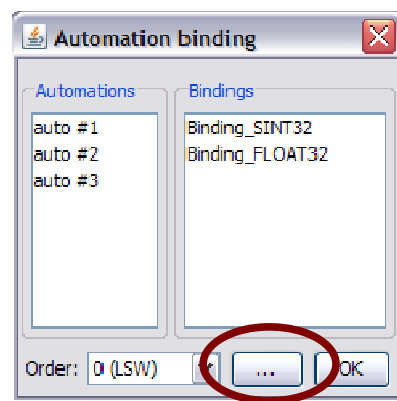 Automation binding
Automations
Bindings
auto #1
auto #2
auto #3
Binding_SINT32
Binding_FLOAT32
Order: 0 (LSW) ... OK